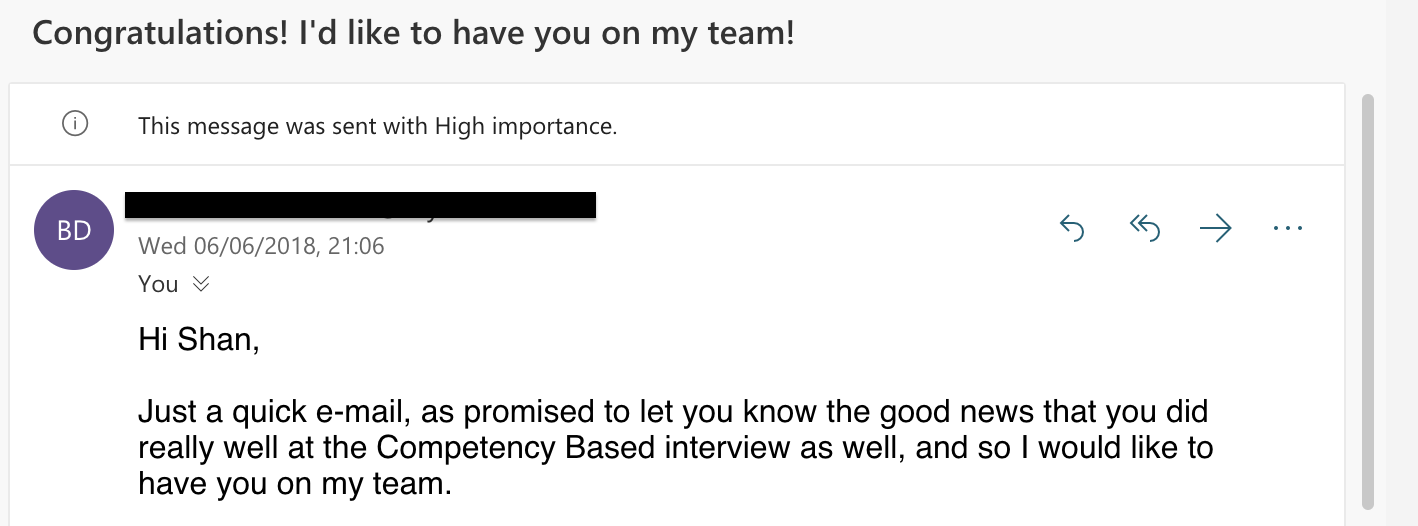 Congratulations! I'd like to have you on my team!
This message was sent with High importance.
BD
Wed 06/06/2018, 21:06
You
Hi Shan,
Just a quick e-mail, as promised to let you know the good news that you did
really well at the Competency Based interview as well, and so I would like to
have you on my team.